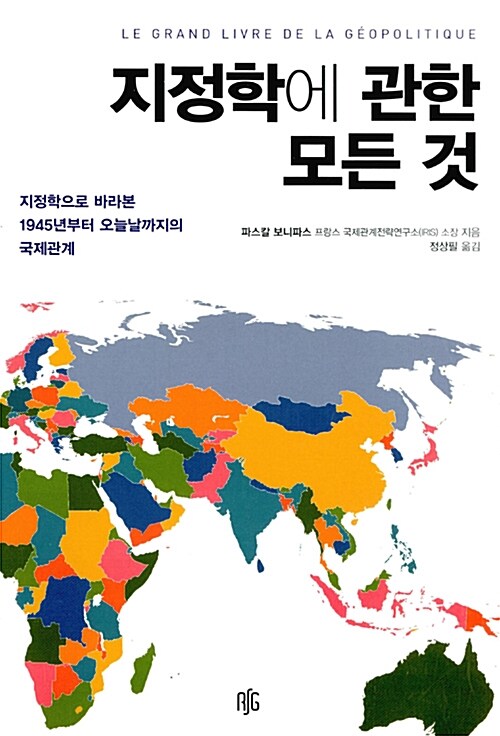 LE GRAND LIVRE DE LA GÉOPOLITIQUE
지정학에 관한
모든 것
지정학으로 바라본
1945년부터 오늘날까지의
국제관계
파스칼 보니파스 프랑스 국제관계전략연구소(IRIS) 소장 지음
정상필 옮김
RSG